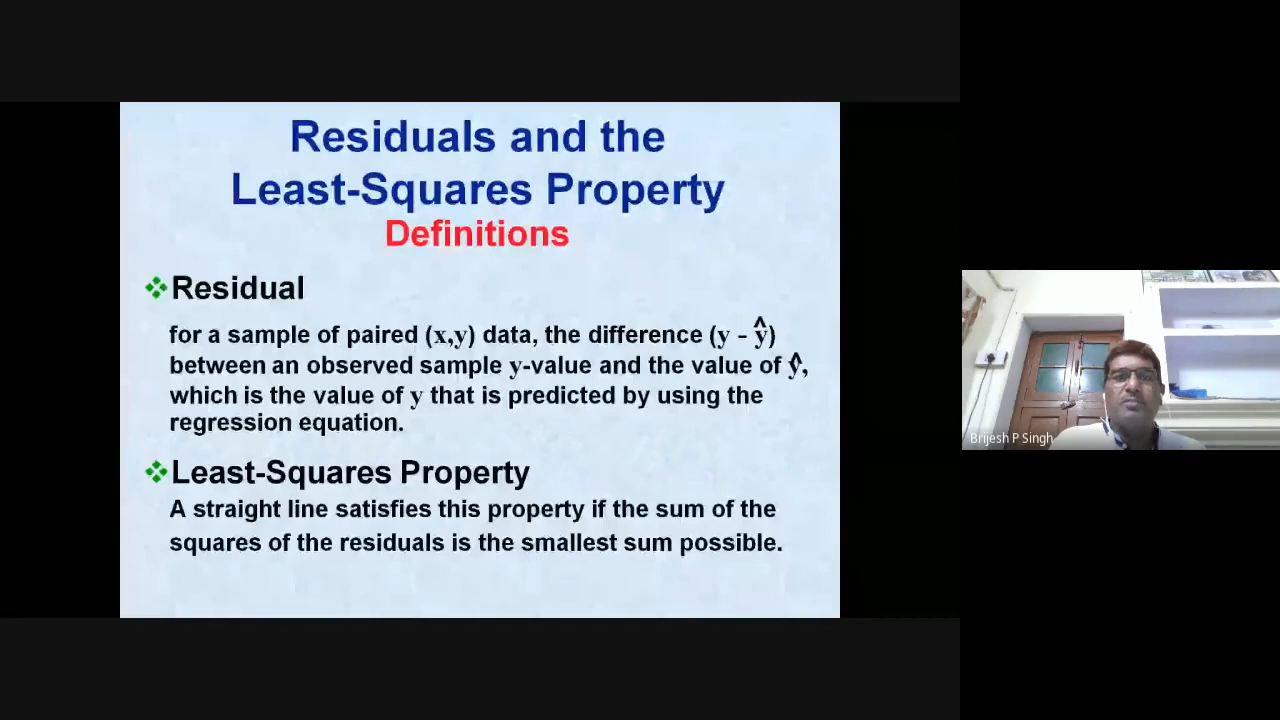 Residuals and the
Least-Squares Property
Definitions
❖Residual
for a sample of paired (x,y) data, the difference (y - ŷ)
between an observed sample y-value and the value of ŷ,
which is the value of y that is predicted by using the
regression equation.
❖Least-Squares Property
A straight line satisfies this property if the sum of the
squares of the residuals is the smallest sum possible.
Brijesh P Singh